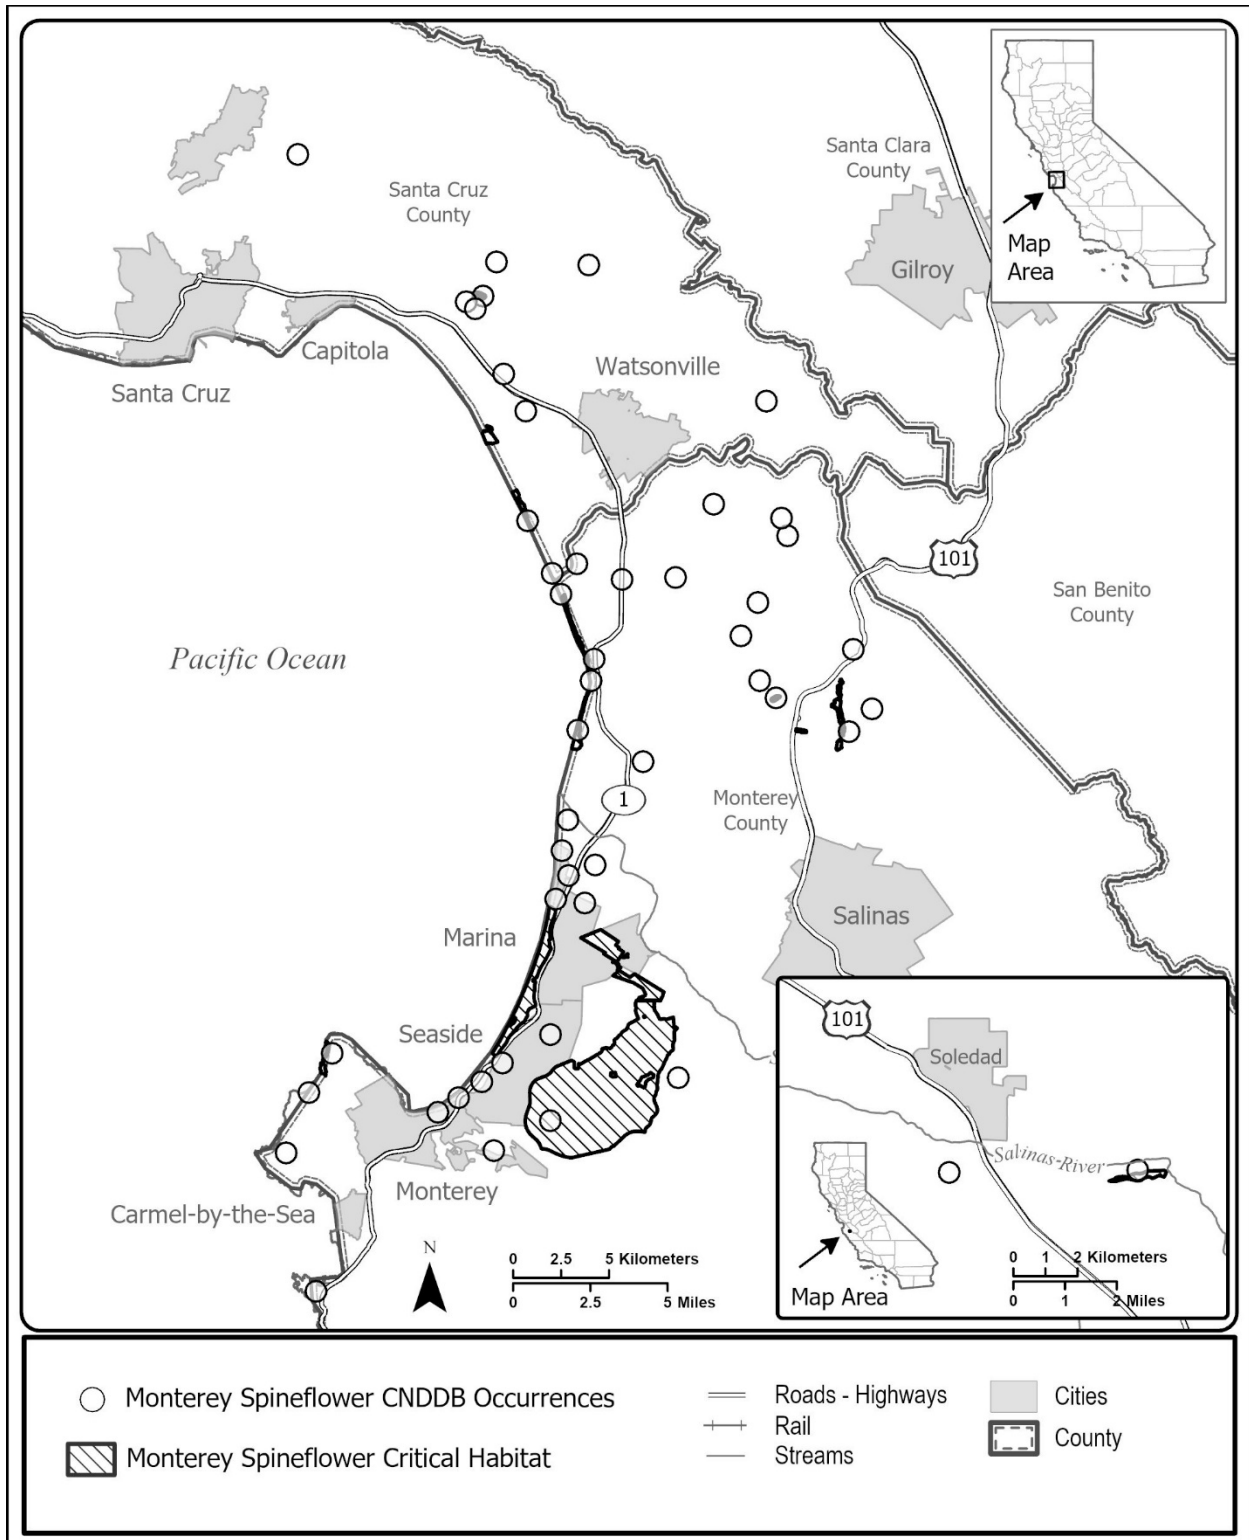 Santa Clara
County
Santa Cruz
County
Gilroy
Map
Area
Capitola
Watsonville
Santa Cruz
101
San Benito
County
Pacific Ocean
1
Monterey
County
Salinas
Marina
Seaside
101
Soledad
Salinas River
Carmel-by-the-Sea
Monterey
N
0 2.5 5 Kilometers
0 2.5 5 Miles
Map Area
0 1 2 Kilometers
0 1 2 Miles
Monterey Spineflower CNDDB Occurrences
Monterey Spineflower Critical Habitat
Roads - Highways
Rail
Streams
Cities
County